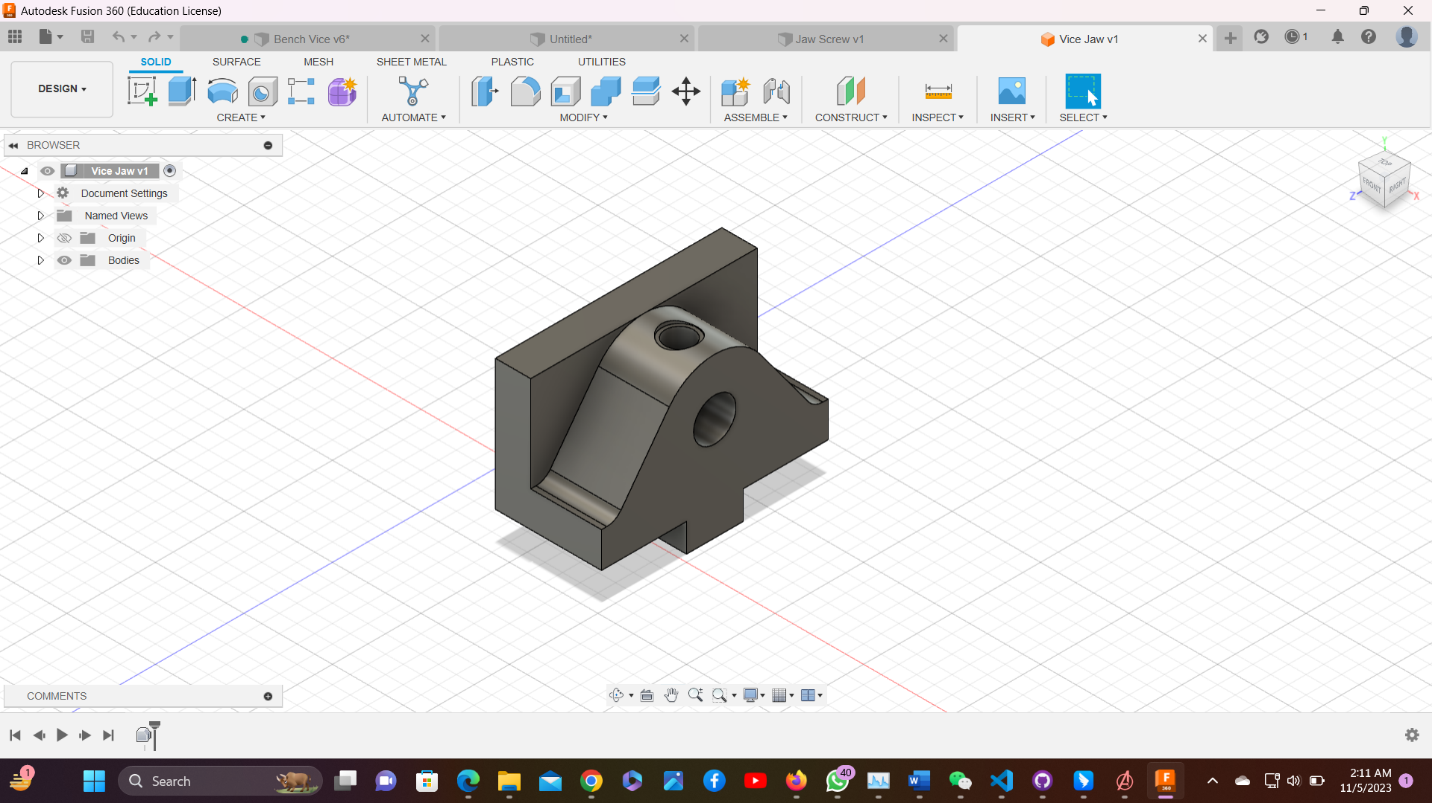 Autodesk Fusion 360 (Education License)
Bench Vice v6*
Untitled*
Jaw Screw v1
Vice Jaw v1
1
SOLID
SURFACE
MESH
SHEET METAL
PLASTIC
UTILITIES
DESIGN
CREATE
AUTOMATE
MODIFY
ASSEMBLE
CONSTRUCT
INSPECT
INSERT
SELECT
BROWSER
Vice Jaw v1
Document Settings
Named Views
Origin
Bodies
Y
TOP
FRONT
RIGHT
Z
X
COMMENTS
1
Search
40
2:11 AM
11/5/2023
1